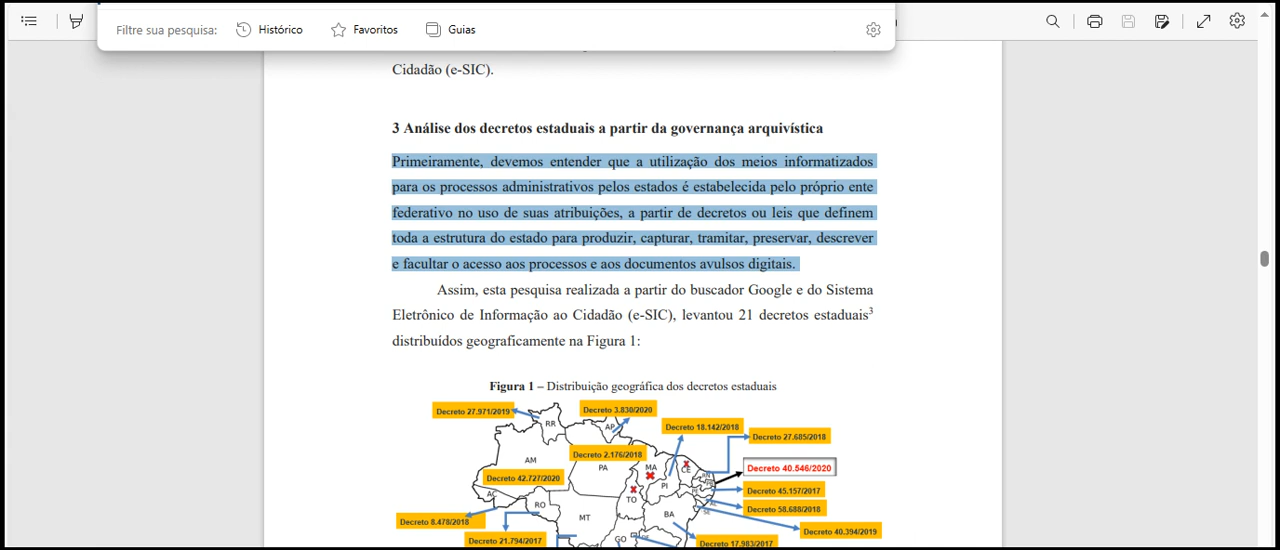 Filtre sua pesquisa: Histórico Favoritos Guias
Cidadão (e-SIC).
3 Análise dos decretos estaduais a partir da governança arquivística
Primeiramente, devemos entender que a utilização dos meios informatizados
para os processos administrativos pelos estados é estabelecida pelo próprio ente
federativo no uso de suas atribuições, a partir de decretos ou leis que definem
toda a estrutura do estado para produzir, capturar, tramitar, preservar, descrever
e facultar o acesso aos processos e aos documentos avulsos digitais.
Assim, esta pesquisa realizada a partir do buscador Google e do Sistema
Eletrônico de Informação ao Cidadão (e-SIC), levantou 21 decretos estaduais³
distribuídos geograficamente na Figura 1:
Figura 1 – Distribuição geográfica dos decretos estaduais
Decreto 27.971/2019
Decreto 3.830/2020
RR
AP
Decreto 18.142/2018
Decreto 27.685/2018
Decreto 2.176/2018
AM
PA
MA
CE
RN
Decreto 40.546/2020
Decreto 42.727/2020
PI
Decreto 45.157/2017
AC
RO
TO
Decreto 58.688/2018
MT
BA
SE
Decreto 8.478/2018
Decreto 40.394/2019
Decreto 21.794/2017
GO
DF
Decreto 17.983/2017